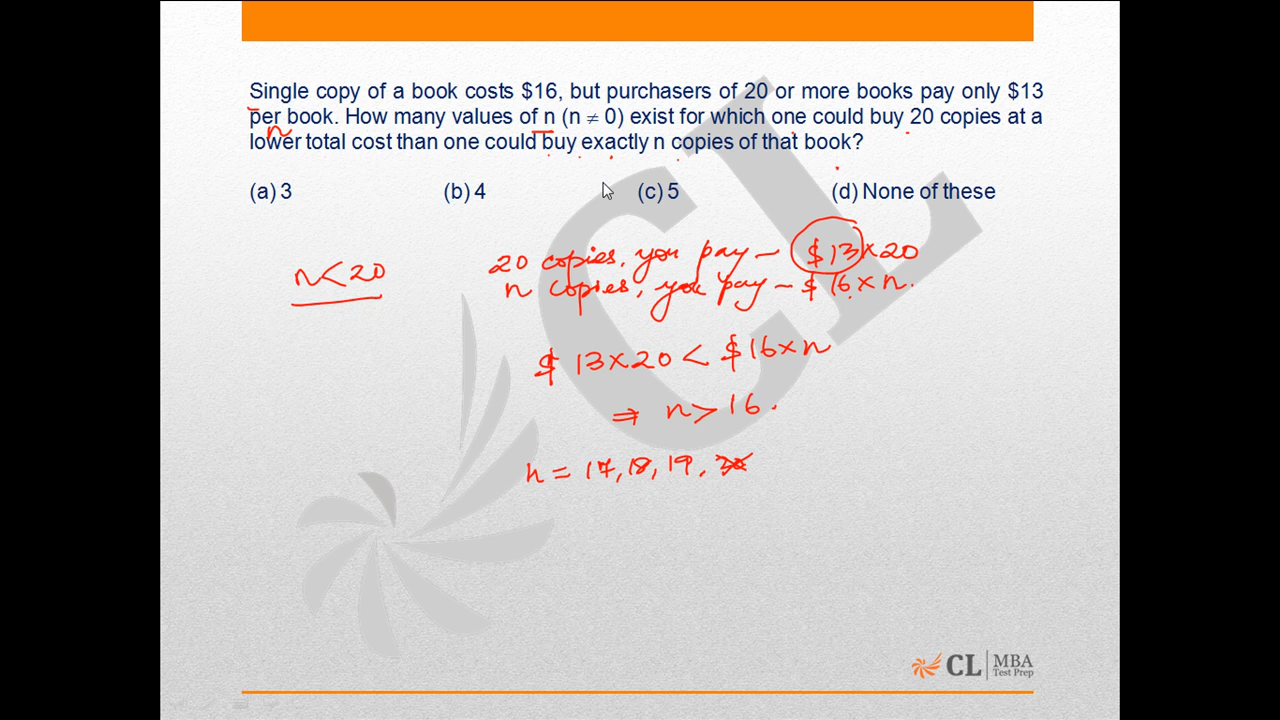 Single copy of a book costs $16, but purchasers of 20 or more books pay only $13
per book. How many values of n (n ≠ 0) exist for which one could buy 20 copies at a
n
lower total cost than one could buy exactly n copies of that book?
(a) 3 (b) 4 (c) 5 (d) None of these
20 copies, you pay – $13×20
n<20
n copies, you pay – $16×n.
$ 13×20 < $16×n
⇒ n > 16.
n = 17, 18, 19,
CL
CL MBA
Test Prep